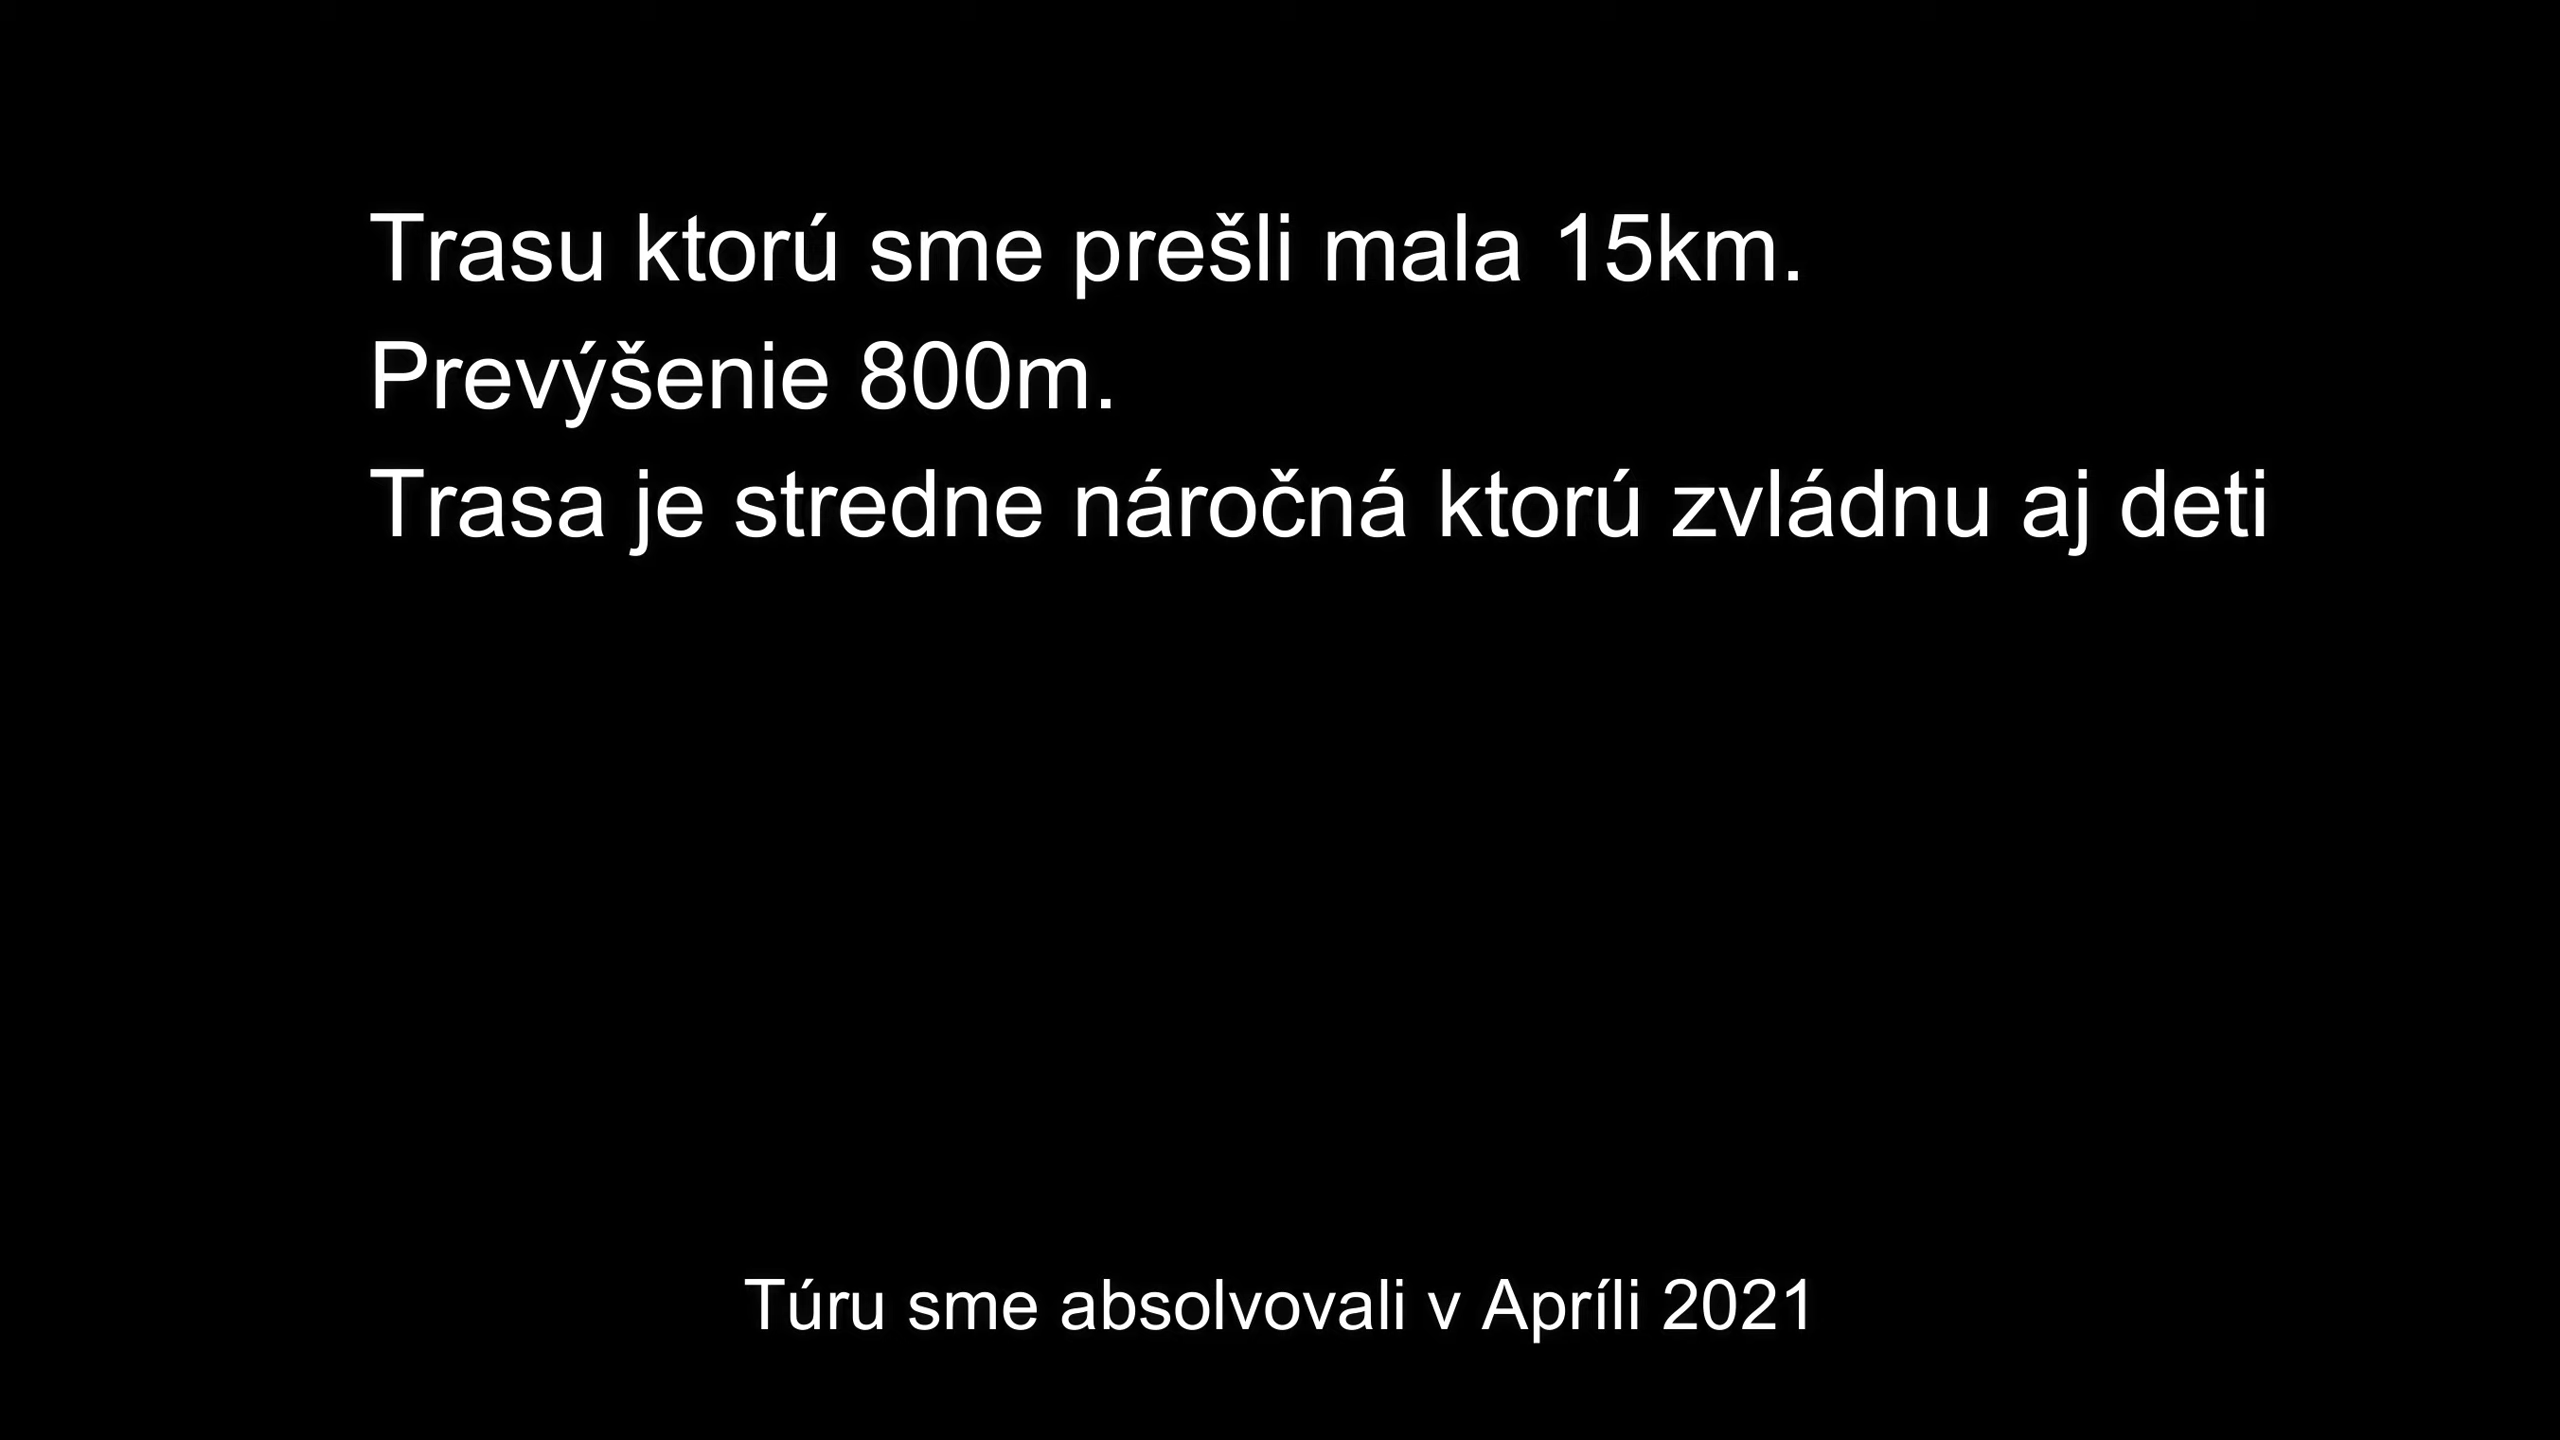 Trasu ktorú sme prešli mala 15km.
Prevýšenie 800m.
Trasa je stredne náročná ktorú zvládnu aj deti
Túru sme absolvovali v Apríli 2021